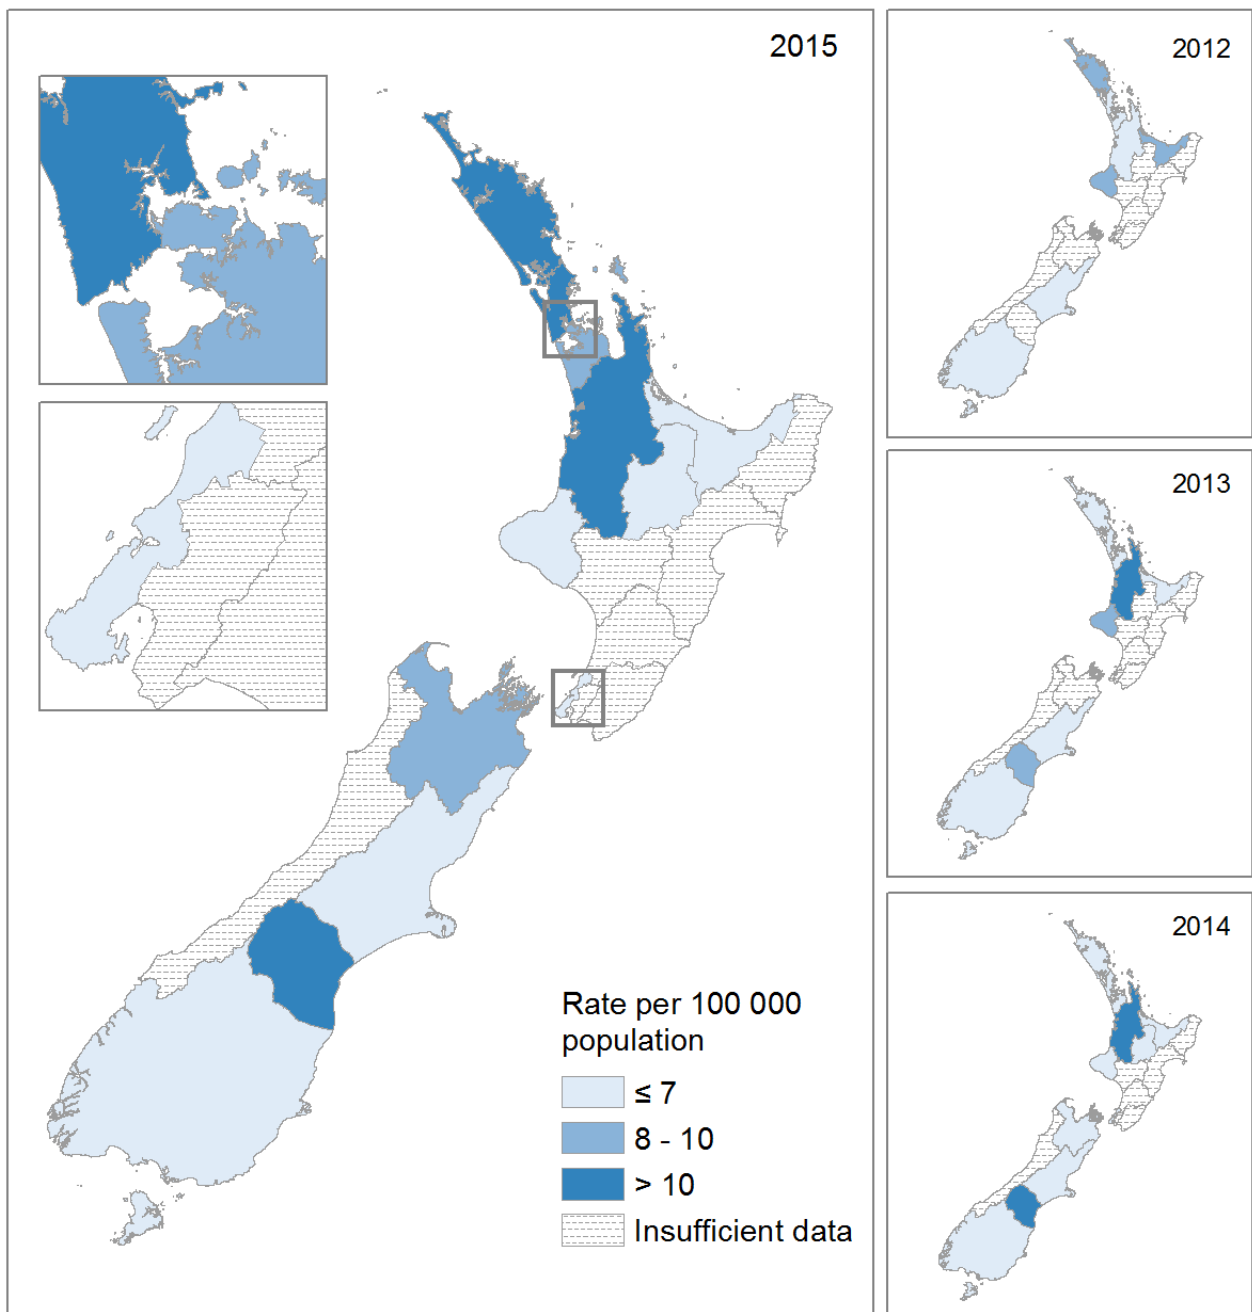 2015
Rate per 100 000
population
≤ 7
8 - 10
> 10
Insufficient data
2012
2013
2014